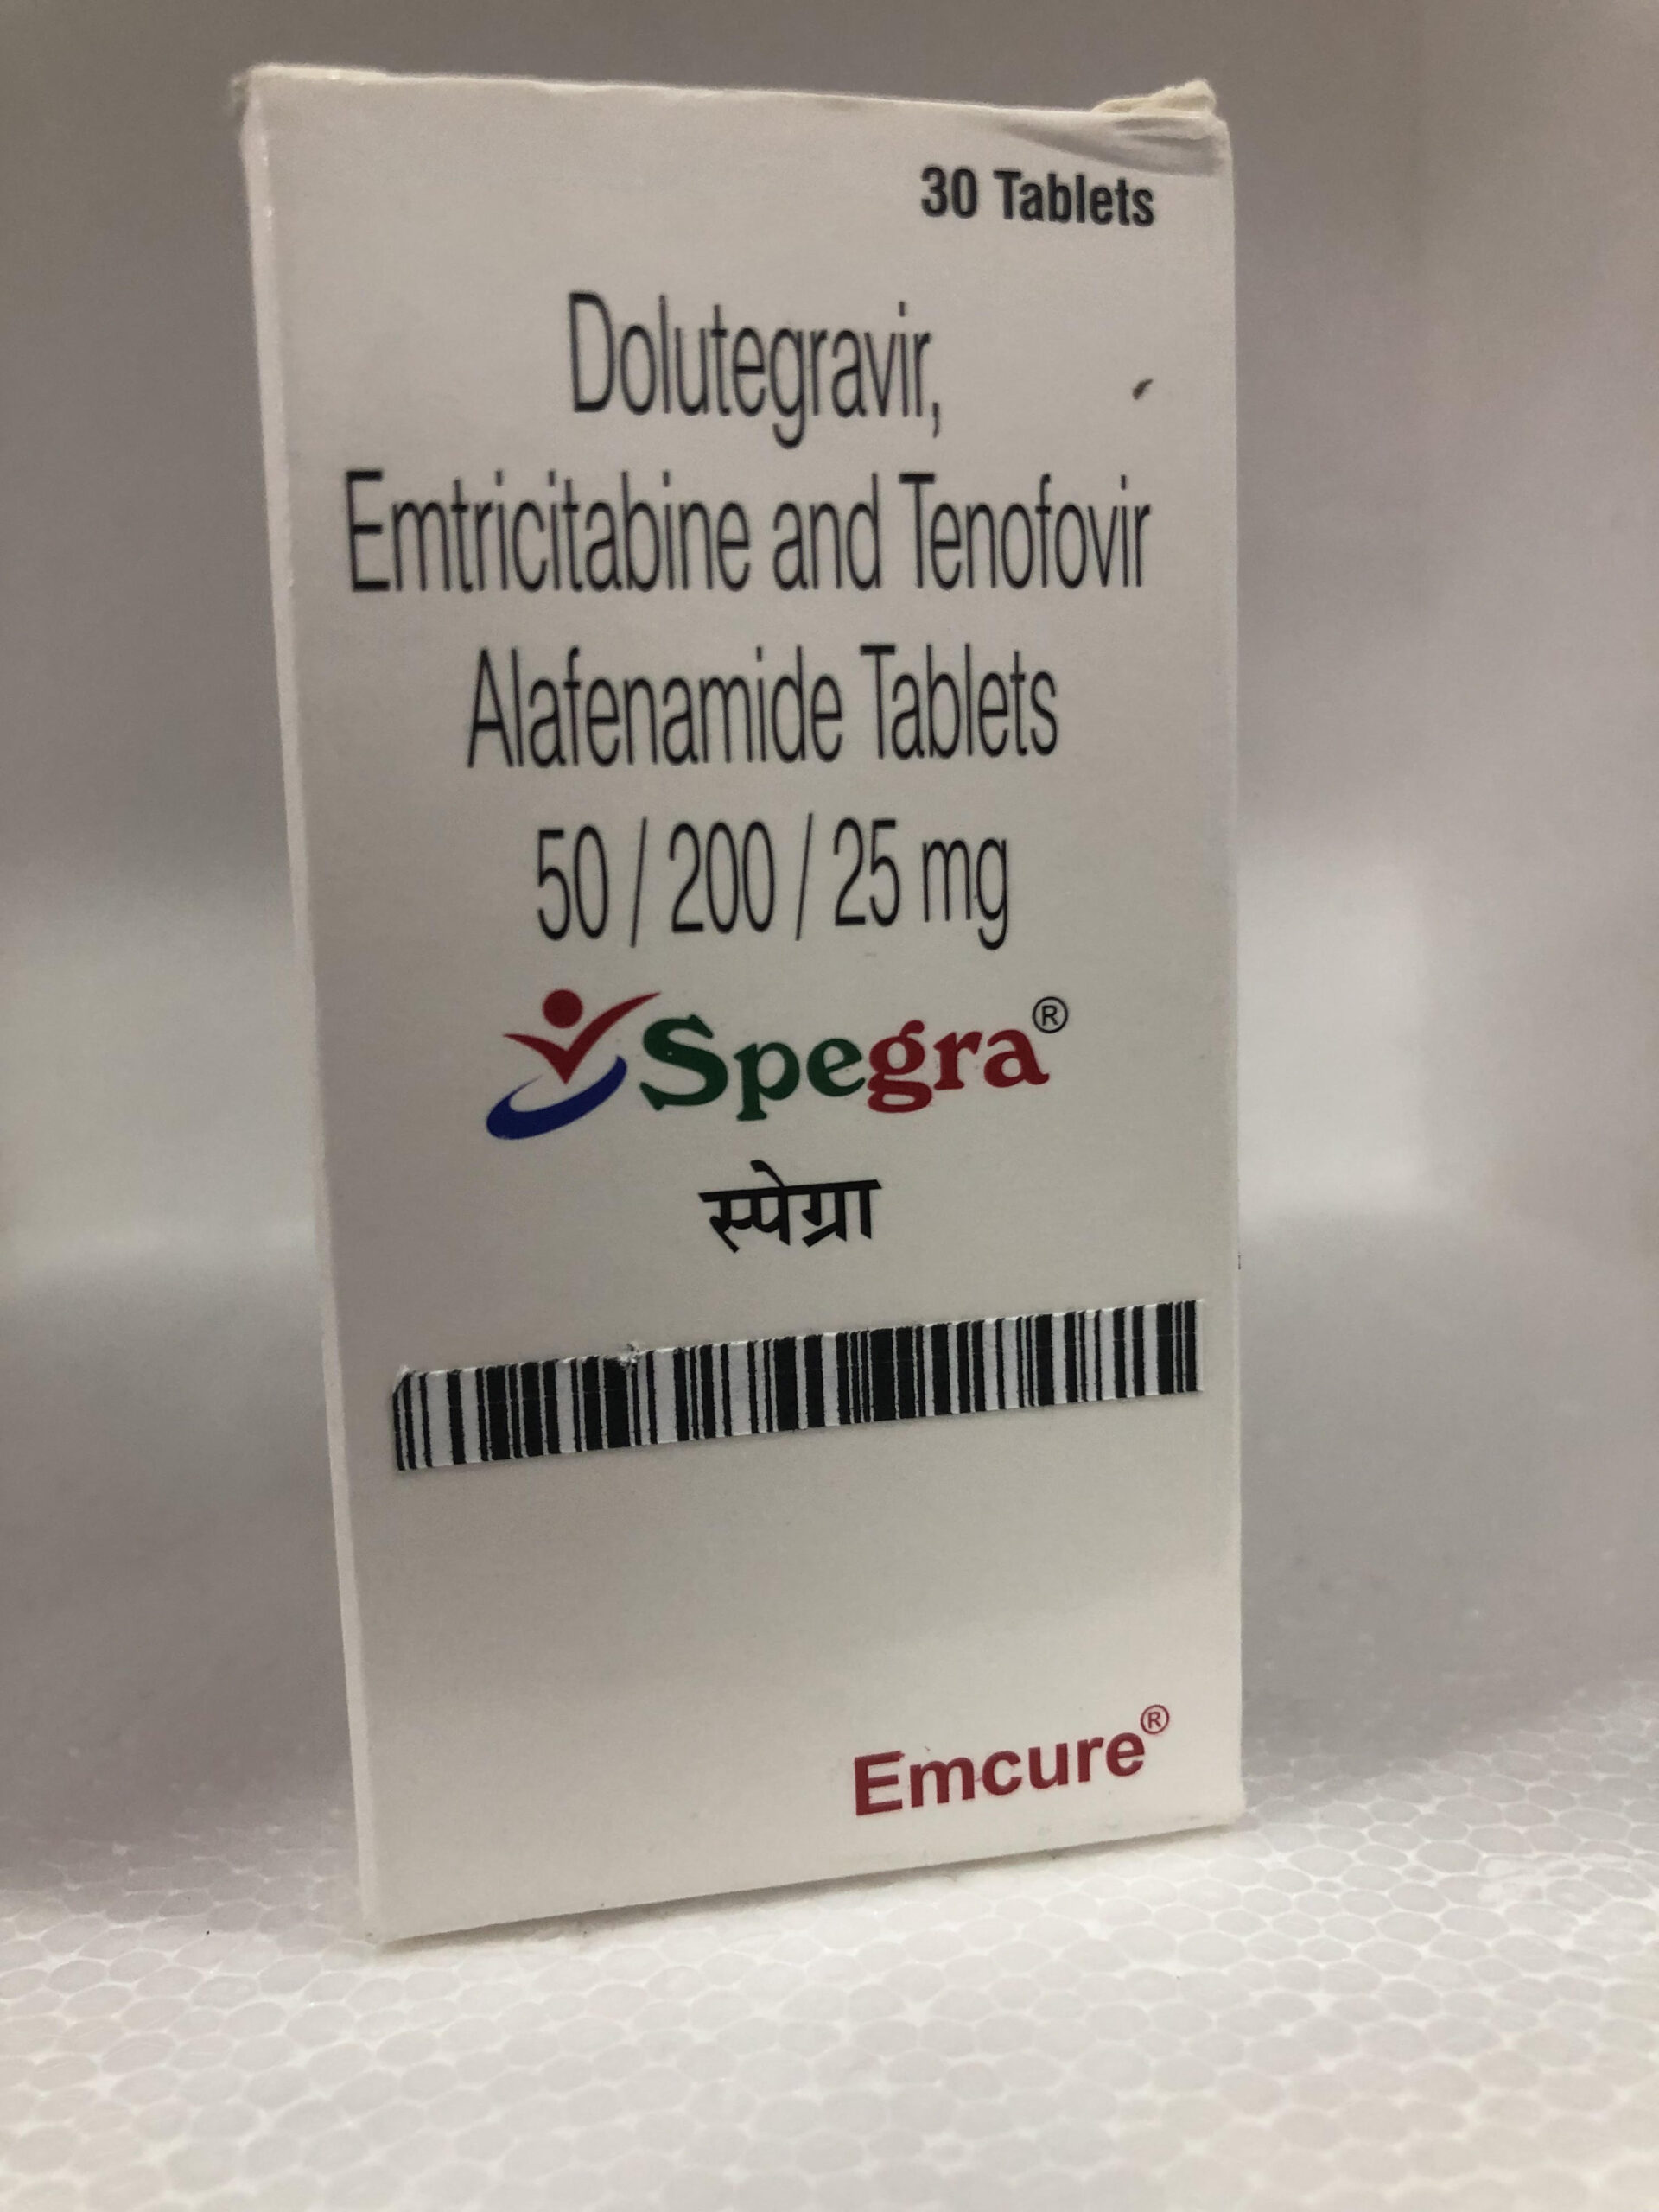 30 Tablets
Dolutegravir,
Emtricitabine and Tenofovir
Alafenamide Tablets
50 / 200 / 25 mg
Spegra®
स्पेग्रा
Emcure®